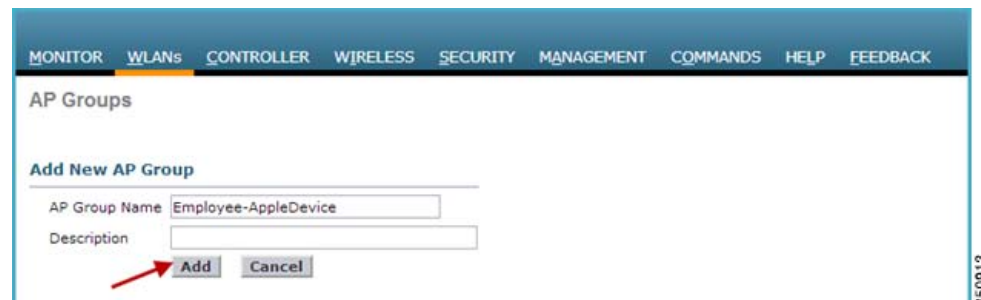 MONITOR WLANs CONTROLLER WIRELESS SECURITY MANAGEMENT COMMANDS HELP FEEDBACK
AP Groups
Add New AP Group
AP Group Name Employee-AppleDevice
Description
Add Cancel